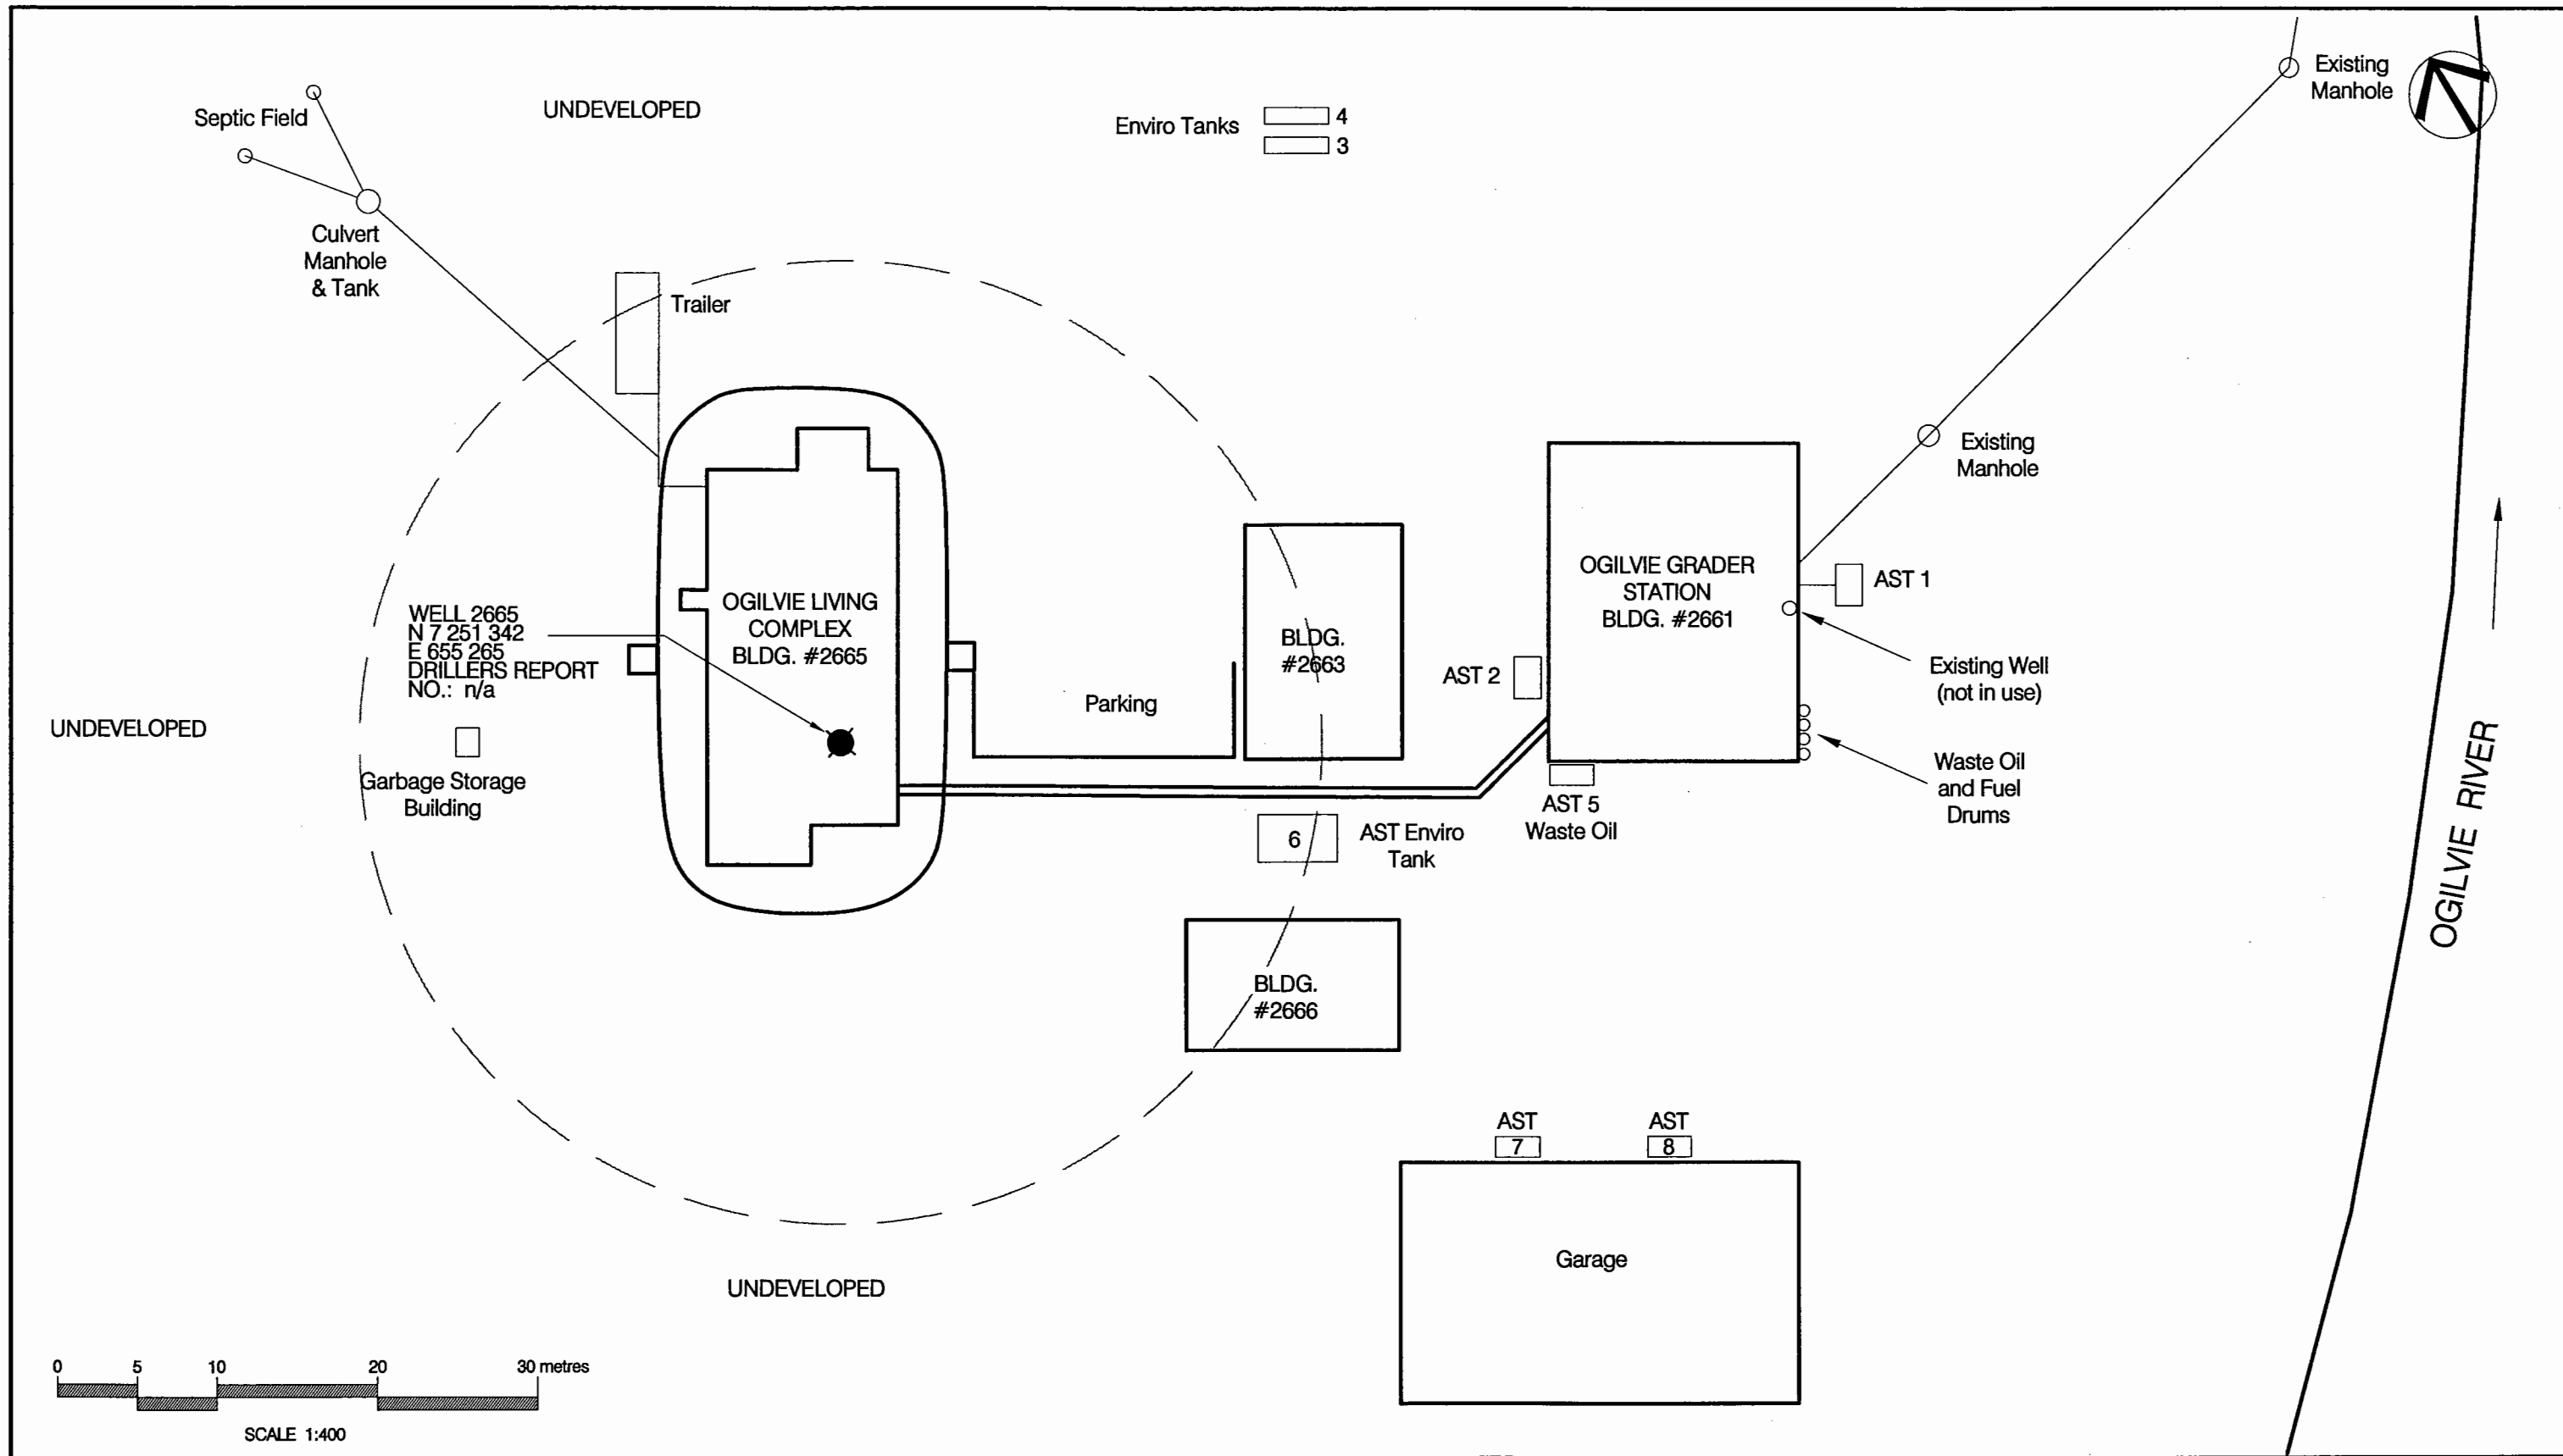 Existing
Manhole
Septic Field
UNDEVELOPED
Enviro Tanks
4
3
Culvert
Manhole
& Tank
Trailer
Existing
Manhole
OGILVIE GRADER
STATION
BLDG. #2661
AST 1
WELL 2665
N 7 251 342
E 655 265
DRILLERS REPORT
NO.: n/a
OGILVIE LIVING
COMPLEX
BLDG. #2665
BLDG.
#2663
AST 2
Existing Well
(not in use)
Parking
UNDEVELOPED
Garbage Storage
Building
Waste Oil
and Fuel
Drums
AST 5
Waste Oil
6
AST Enviro
Tank
OGILVIE RIVER
BLDG.
#2666
AST
7
AST
8
Garage
UNDEVELOPED
0 5 10 20 30 metres
SCALE 1:400